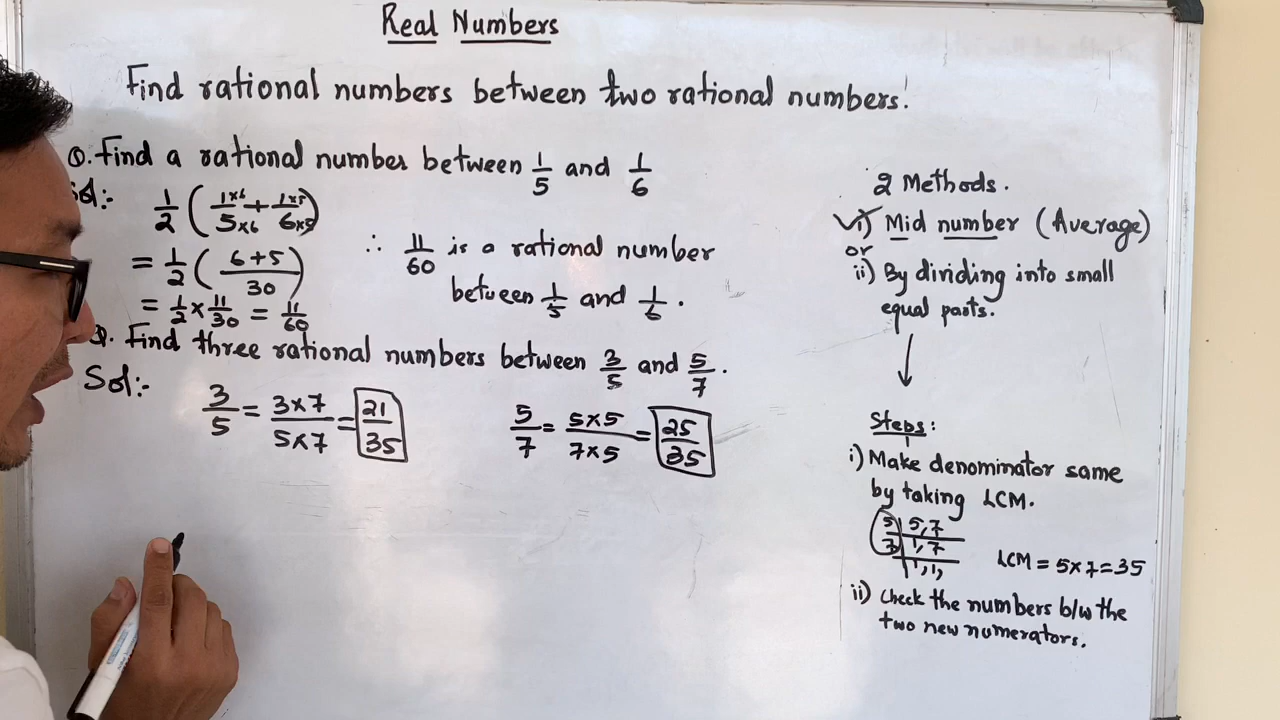 Real Numbers
Find rational numbers between two rational numbers!
Q. Find a rational number between 1/5 and 1/6
Sol:- 1/2 (1×6/5×6 + 1×5/6×5)
= 1/2 (6+5/30)
= 1/2 × 11/30 = 11/60
∴ 11/60 is a rational number
between 1/5 and 1/6.
Q. Find three rational numbers between 3/5 and 5/7.
Sol:-
3/5 = 3×7/5×7 = 21/35
5/7 = 5×5/7×5 = 25/35
2 Methods.
✓i) Mid number (Average)
or
ii) By dividing into small
equal parts.
Steps:
i) Make denominator same
by taking LCM.
5 | 5,7
7 | 1,7
| 1,1,
LCM = 5×7=35
ii) Check the numbers b/w the
two new numerators.